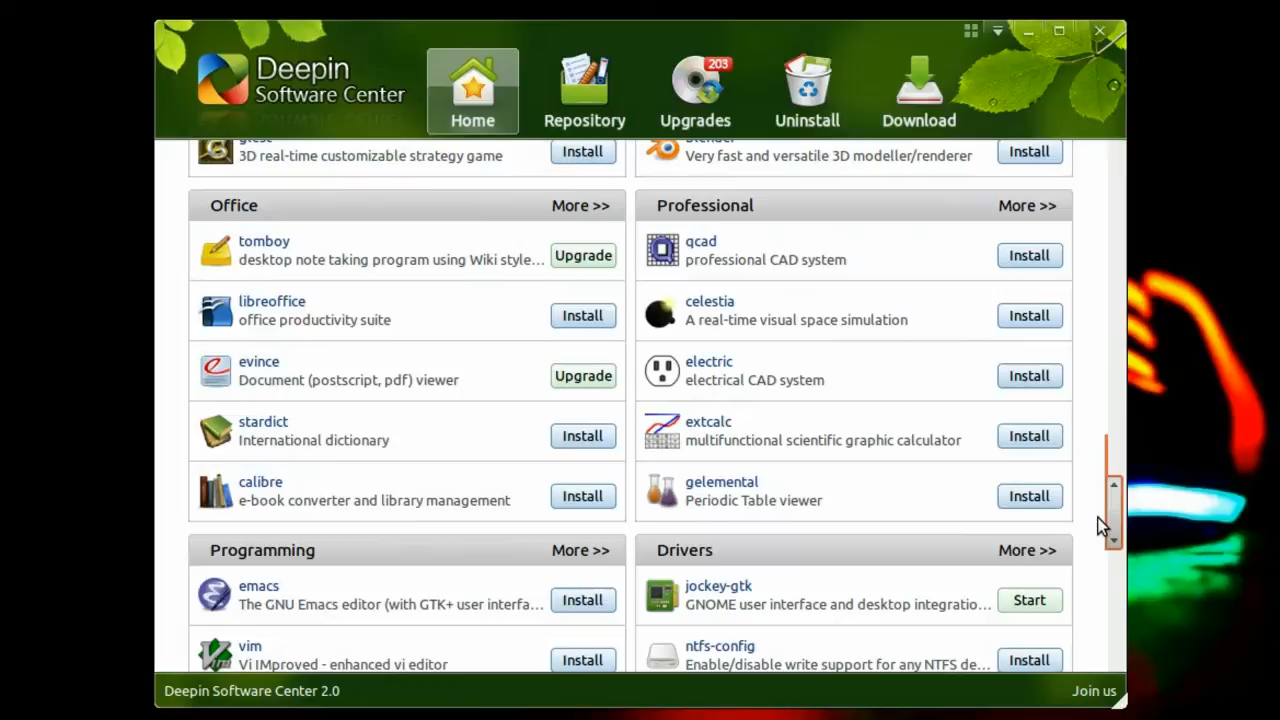 Deepin
Software Center
Home
Repository
203
Upgrades
Uninstall
Download
3D real-time customizable strategy game
Install
Very fast and versatile 3D modeller/renderer
Install
Office
More >>
tomboy
desktop note taking program using Wiki style...
Upgrade
libreoffice
office productivity suite
Install
evince
Document (postscript, pdf) viewer
Upgrade
stardict
International dictionary
Install
calibre
e-book converter and library management
Install
Professional
More >>
qcad
professional CAD system
Install
celestia
A real-time visual space simulation
Install
electric
electrical CAD system
Install
extcalc
multifunctional scientific graphic calculator
Install
gelemental
Periodic Table viewer
Install
Programming
More >>
emacs
The GNU Emacs editor (with GTK+ user interfa...
Install
vim
Vi IMproved - enhanced vi editor
Install
Drivers
More >>
jockey-gtk
GNOME user interface and desktop integratio...
Start
ntfs-config
Enable/disable write support for any NTFS de...
Install
Deepin Software Center 2.0
Join us